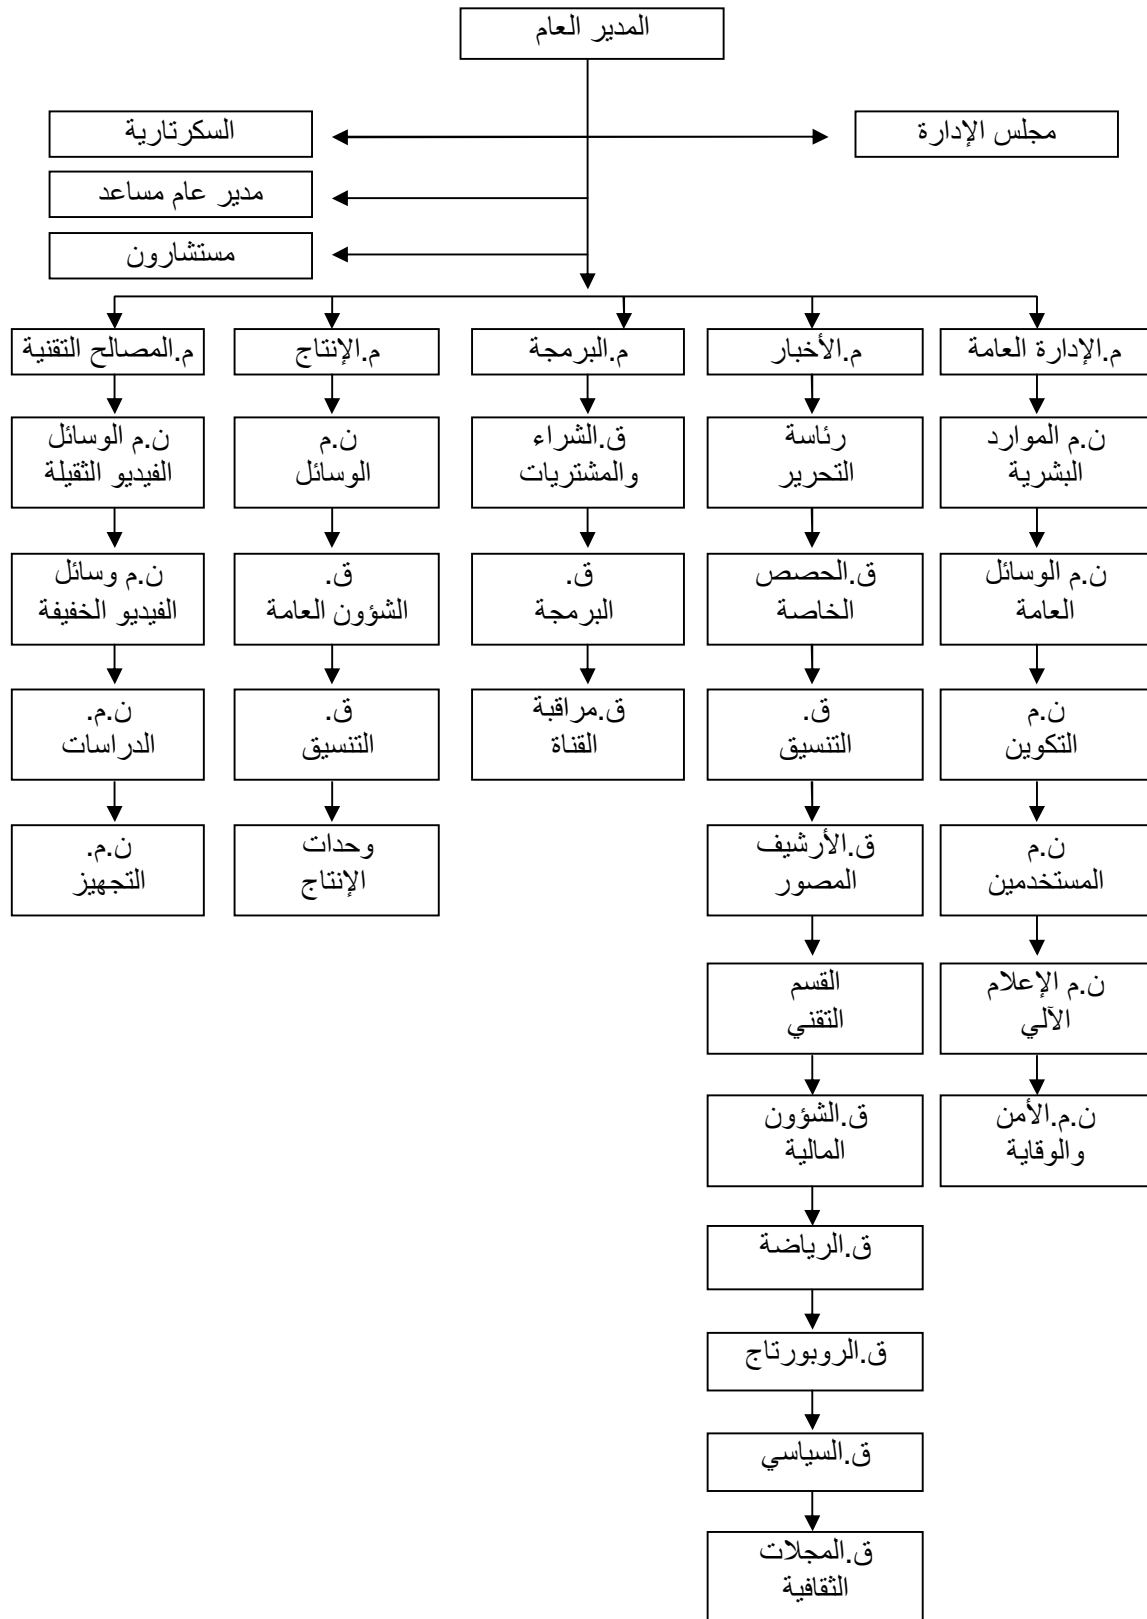 المدير العام
مجلس الإدارة
السكرتارية
مدير عام مساعد
مستشارون
م.الإدارة العامة
م.الأخبار
م.البرمجة
م.الإنتاج
م.المصالح التقنية
ن.م الموارد
البشرية
رئاسة
التحرير
ق.الشراء
والمشتريات
ن.م
الوسائل
ن.م الوسائل
الفيديو الثقيلة
ن.م الوسائل
العامة
ق.الحصص
الخاصة
ق.
البرمجة
ق.
الشؤون العامة
ن.م وسائل
الفيديو الخفيفة
ن.م
التكوين
ق.
التنسيق
ق.مراقبة
القناة
ق.
التنسيق
ن.م.
الدراسات
ن.م
المستخدمين
ق.الأرشيف
المصور
وحدات
الإنتاج
ن.م.
التجهيز
ن.م الإعلام
الآلي
القسم
التقني
ن.م.الأمن
والوقاية
ق.الشؤون
المالية
ق.الرياضة
ق.الروبورتاج
ق.السياسي
ق.المجلات
الثقافية